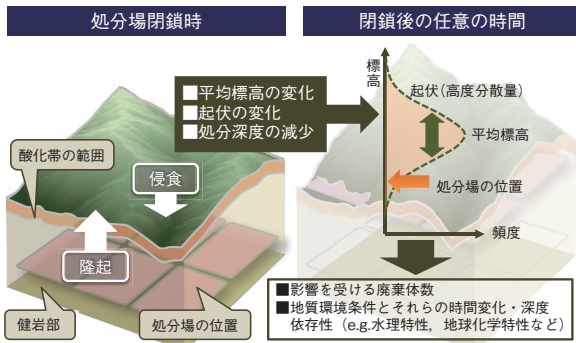 処分場閉鎖時
閉鎖後の任意の時間
■平均標高の変化
■起伏の変化
■処分深度の減少
酸化帯の範囲
侵食
隆起
健岩部
処分場の位置
標高
起伏(高度分散量)
平均標高
処分場の位置
頻度
■影響を受ける廃棄体数
■地質環境条件とそれらの時間変化・深度
依存性（e.g.水理特性，地球化学特性など）